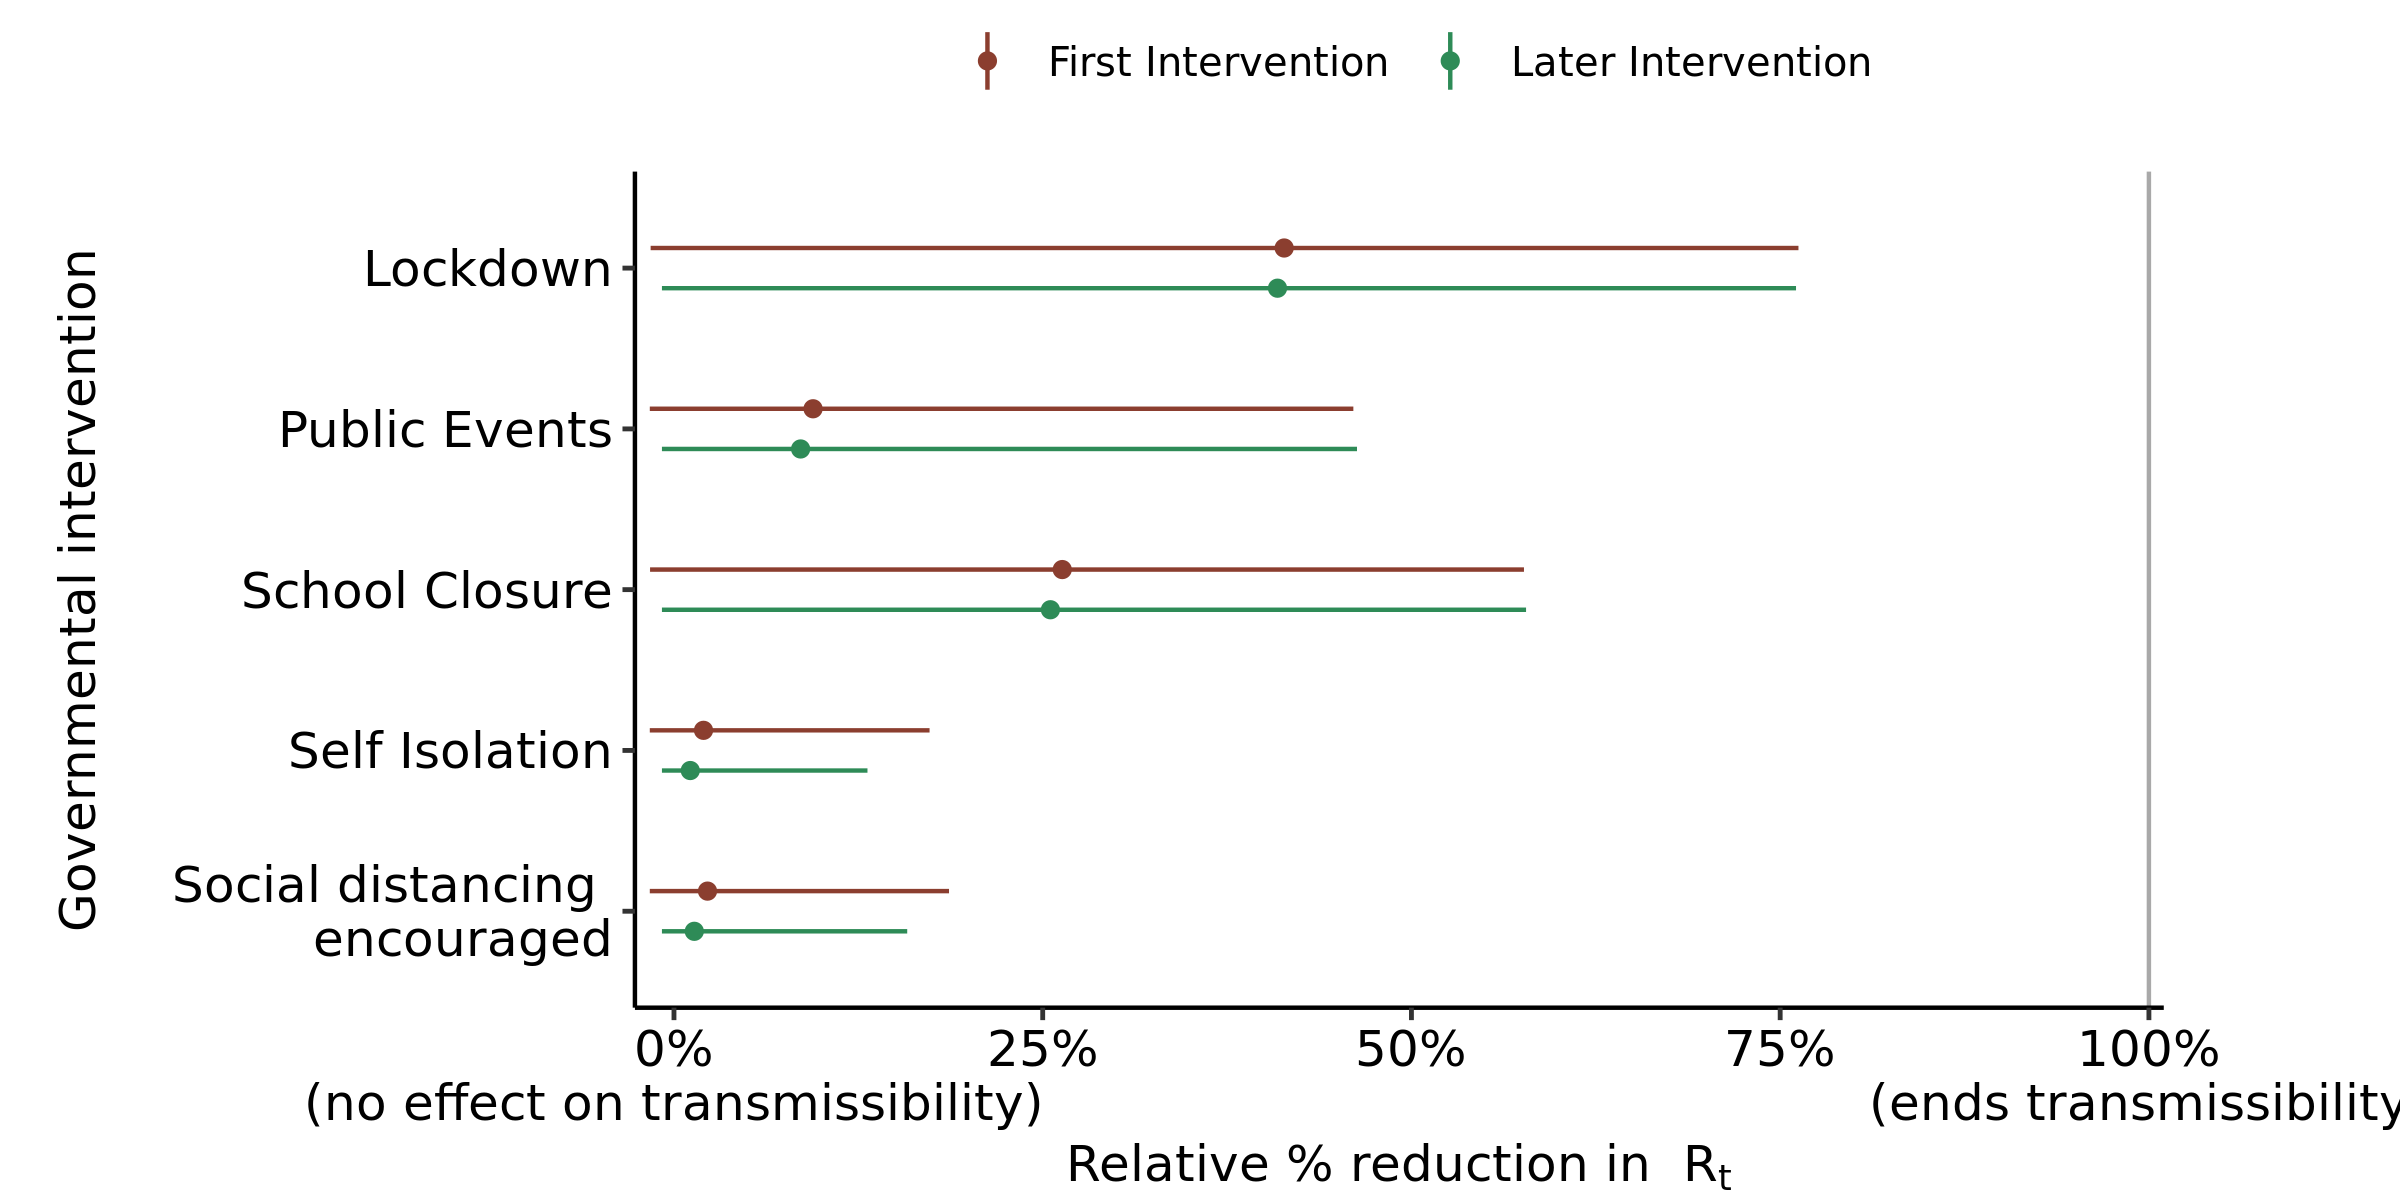 First Intervention Later Intervention
Governmental intervention
Lockdown
Public Events
School Closure
Self Isolation
Social distancing
encouraged
0% 25% 50% 75% 100%
(no effect on transmissibility) (ends transmissibility
Relative % reduction in Rt